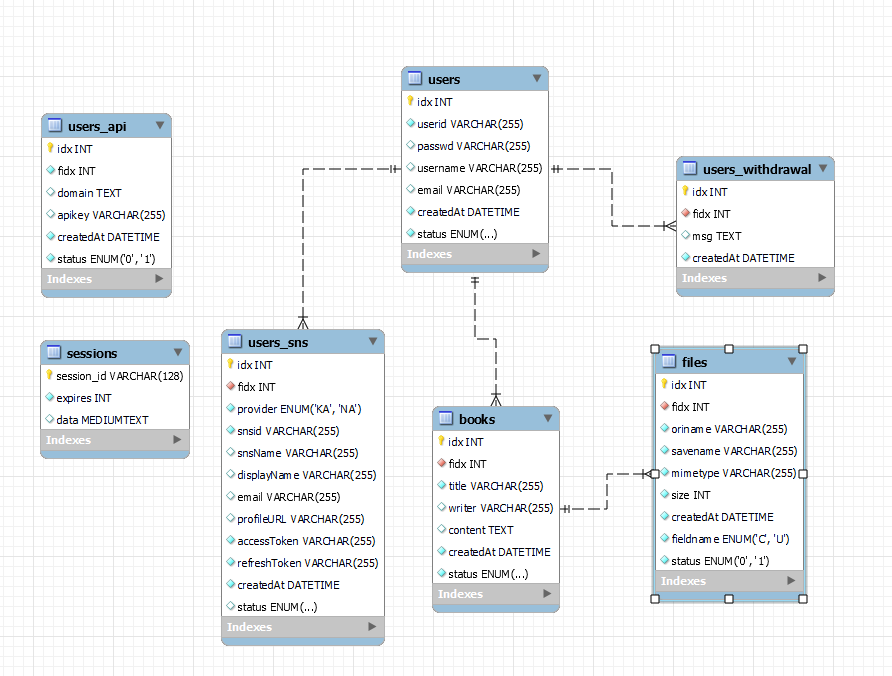 users
idx INT
userid VARCHAR(255)
passwd VARCHAR(255)
username VARCHAR(255)
email VARCHAR(255)
createdAt DATETIME
status ENUM(...)
Indexes
users_api
idx INT
fidx INT
domain TEXT
apikey VARCHAR(255)
createdAt DATETIME
status ENUM('0', '1')
Indexes
users_withdrawal
idx INT
fidx INT
msg TEXT
createdAt DATETIME
Indexes
sessions
session_id VARCHAR(128)
expires INT
data MEDIUMTEXT
Indexes
users_sns
idx INT
fidx INT
provider ENUM('KA', 'NA')
snsid VARCHAR(255)
snsName VARCHAR(255)
displayName VARCHAR(255)
email VARCHAR(255)
profileURL VARCHAR(255)
accessToken VARCHAR(255)
refreshToken VARCHAR(255)
createdAt DATETIME
status ENUM(...)
Indexes
books
idx INT
fidx INT
title VARCHAR(255)
writer VARCHAR(255)
content TEXT
createdAt DATETIME
status ENUM(...)
Indexes
files
idx INT
fidx INT
oriname VARCHAR(255)
savename VARCHAR(255)
mimetype VARCHAR(255)
size INT
createdAt DATETIME
fieldname ENUM('C', 'U')
status ENUM('0', '1')
Indexes